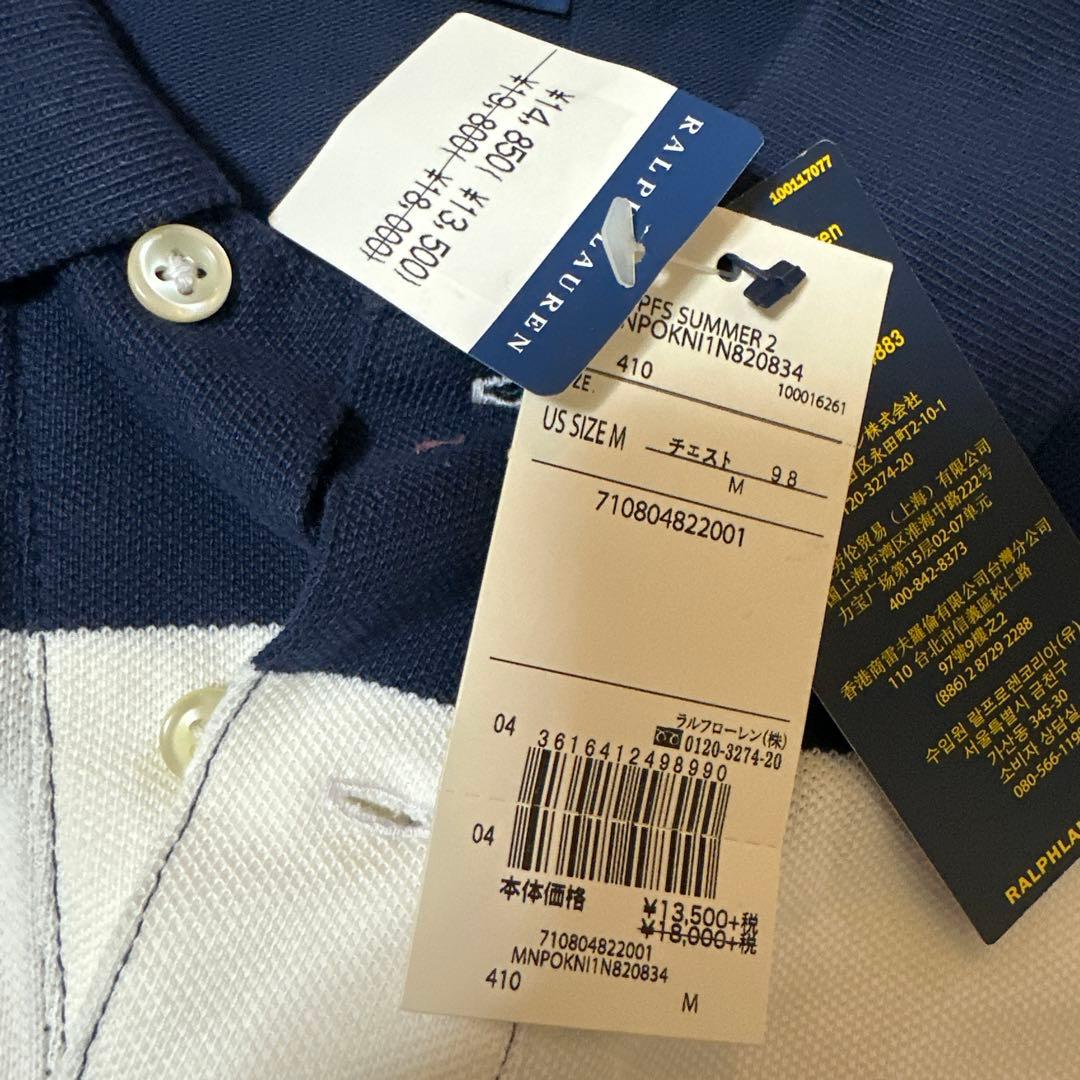 ¥14,850/ ¥13,500/
¥19,800/ ¥18,000/
RALPH LAUREN
PFS SUMMER 2
NPOKNI1N820834
410
100016261
US SIZE M チェスト 98
M
710804822001
ラルフローレン(株)
0120-3274-20
04
3616412498990
04
本体価格 ¥13,500+税
¥18,000+税
710804822001
MNPOKNI1N820834
410 M
100117077
883
株式会社
区永田町2-10-1
20-3274-20
贸易（上海）有限公司
国上海卢湾区淮海中路222号
力宝广场第15层02-07单元
400-842-8373
香港商雷夫羅倫有限公司台灣分公司
110 台北市信義區松仁路
97號9樓之2
(886) 2 8729 2288
수입원 랄프로렌코리아(유)
서울특별시 금천구
가산동 345-30
소비자 상담실
080-566-119
RALPHLA